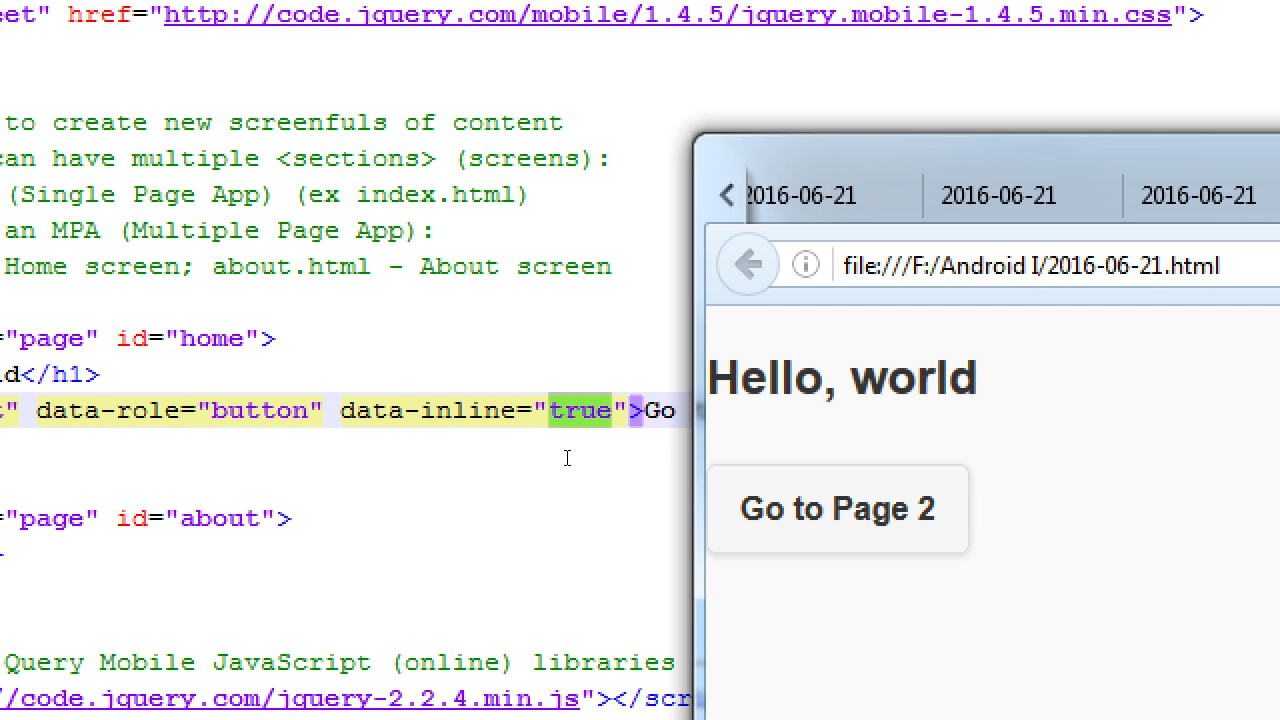 eet" href="http://code.jquery.com/mobile/1.4.5/jquery.mobile-1.4.5.min.css">
to create new screenfuls of content
can have multiple <sections> (screens):
(Single Page App) (ex index.html)
an MPA (Multiple Page App):
Home screen; about.html - About screen
="page" id="home">
ld</h1>
t" data-role="button" data-inline="true">Go
="page" id="about">
Query Mobile JavaScript (online) libraries
//code.jquery.com/jquery-2.2.4.min.js"></scr
2016-06-21
2016-06-21
2016-06-21
file:///F:/Android I/2016-06-21.html
Hello, world
Go to Page 2